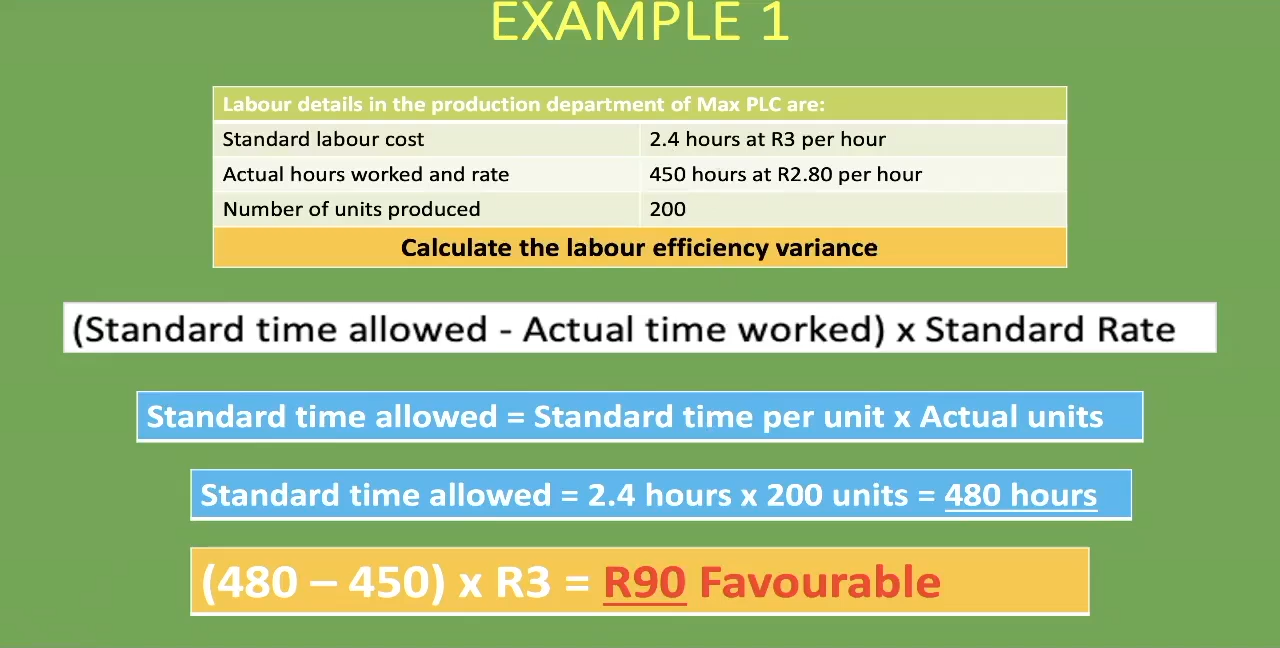 EXAMPLE 1
Labour details in the production department of Max PLC are:
Standard labour cost 2.4 hours at R3 per hour
Actual hours worked and rate 450 hours at R2.80 per hour
Number of units produced 200
Calculate the labour efficiency variance
(Standard time allowed - Actual time worked) x Standard Rate
Standard time allowed = Standard time per unit x Actual units
Standard time allowed = 2.4 hours x 200 units = 480 hours
(480 – 450) x R3 = R90 Favourable